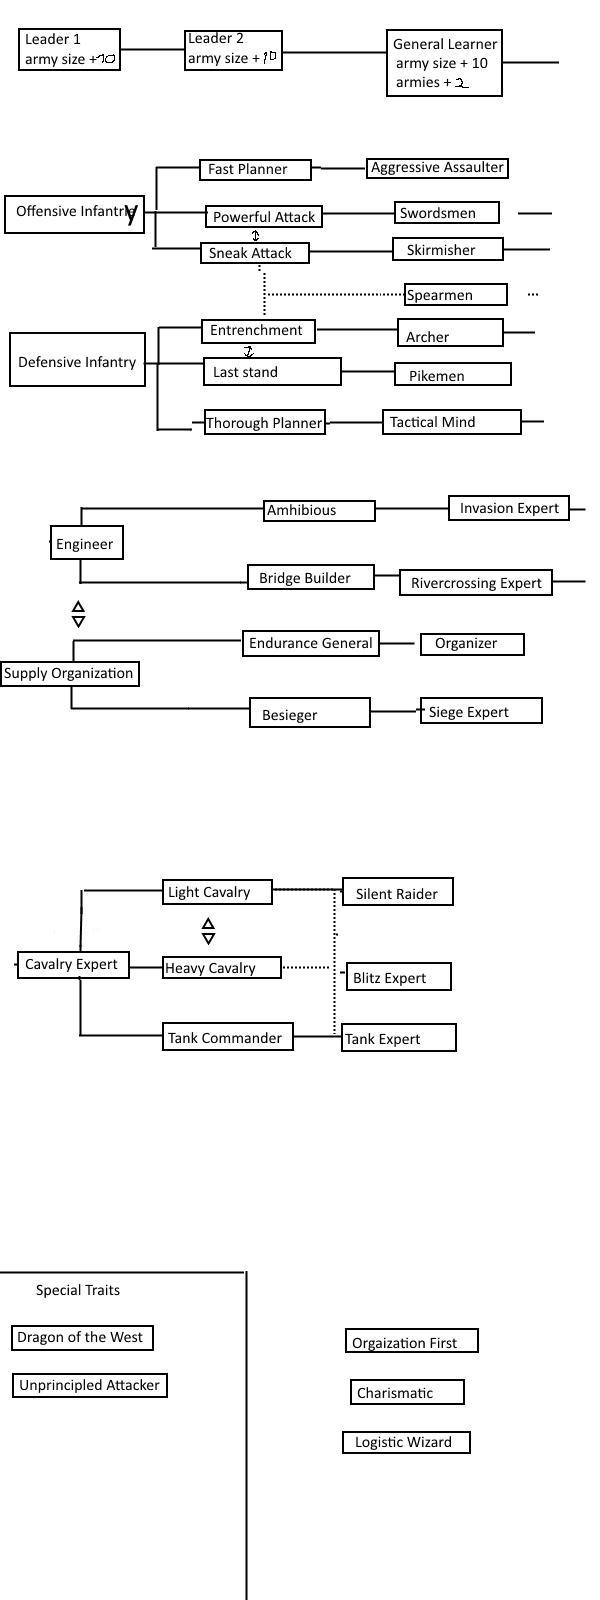 Leader 1
army size +10
Leader 2
army size + 10
General Learner
army size + 10
armies + 2
Fast Planner
Aggressive Assaulter
Offensive Infantry
Powerful Attack
Swordsmen
Sneak Attack
Skirmisher
Spearmen
Entrenchment
Archer
Defensive Infantry
Last stand
Pikemen
Thorough Planner
Tactical Mind
Amhibious
Invasion Expert
Engineer
Bridge Builder
Rivercrossing Expert
Endurance General
Organizer
Supply Organization
Besieger
Siege Expert
Light Cavalry
Silent Raider
Cavalry Expert
Heavy Cavalry
Blitz Expert
Tank Commander
Tank Expert
Special Traits
Dragon of the West
Orgaization First
Unprincipled Attacker
Charismatic
Logistic Wizard